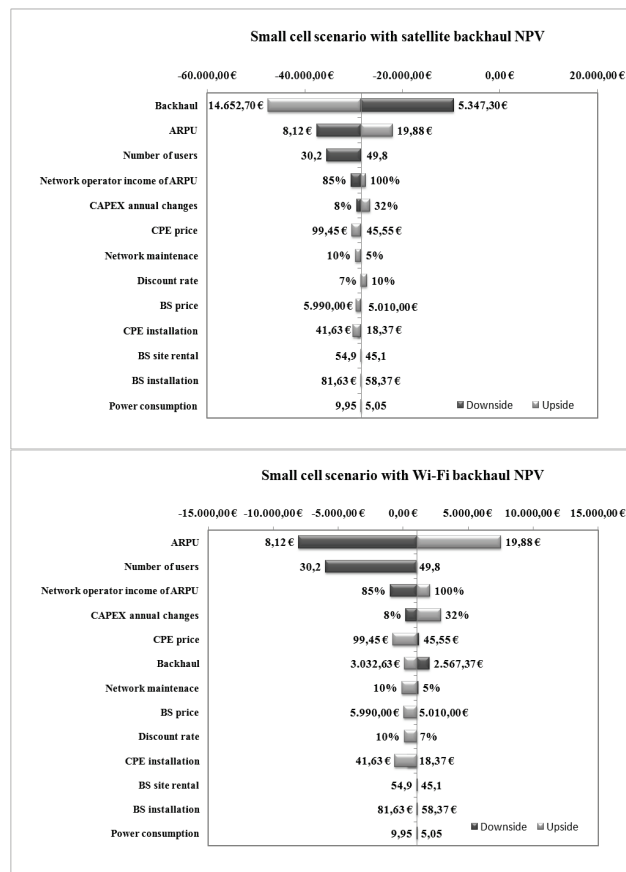 Small cell scenario with satellite backhaul NPV
-60.000,00 € -40.000,00 € -20.000,00 € 0,00 € 20.000,00 €
Backhaul 14.652,70 € 5.347,30 €
ARPU 8,12 € 19,88 €
Number of users 30,2 49,8
Network operator income of ARPU 85% 100%
CAPEX annual changes 8% 32%
CPE price 99,45 € 45,55 €
Network maintenace 10% 5%
Discount rate 7% 10%
BS price 5.990,00 € 5.010,00 €
CPE installation 41,63 € 18,37 €
BS site rental 54,9 45,1
BS installation 81,63 € 58,37 €
Power consumption 9,95 5,05 Downside Upside
Small cell scenario with Wi-Fi backhaul NPV
-15.000,00 € -10.000,00 € -5.000,00 € 0,00 € 5.000,00 € 10.000,00 € 15.000,00 €
ARPU 8,12 € 19,88 €
Number of users 30,2 49,8
Network operator income of ARPU 85% 100%
CAPEX annual changes 8% 32%
CPE price 99,45 € 45,55 €
Backhaul 3.032,63 € 2.567,37 €
Network maintenace 10% 5%
BS price 5.990,00 € 5.010,00 €
Discount rate 10% 7%
CPE installation 41,63 € 18,37 €
BS site rental 54,9 45,1
BS installation 81,63 € 58,37 €
Power consumption 9,95 5,05 Downside Upside